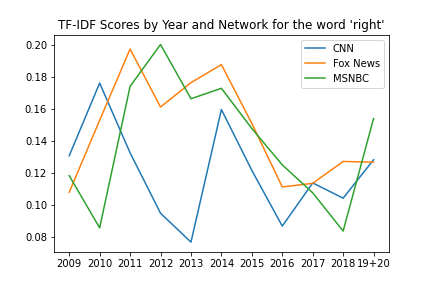 TF-IDF Scores by Year and Network for the word 'right'
CNN
Fox News
MSNBC
0.20
0.18
0.16
0.14
0.12
0.10
0.08
2009 2010 2011 2012 2013 2014 2015 2016 2017 2018 19+20